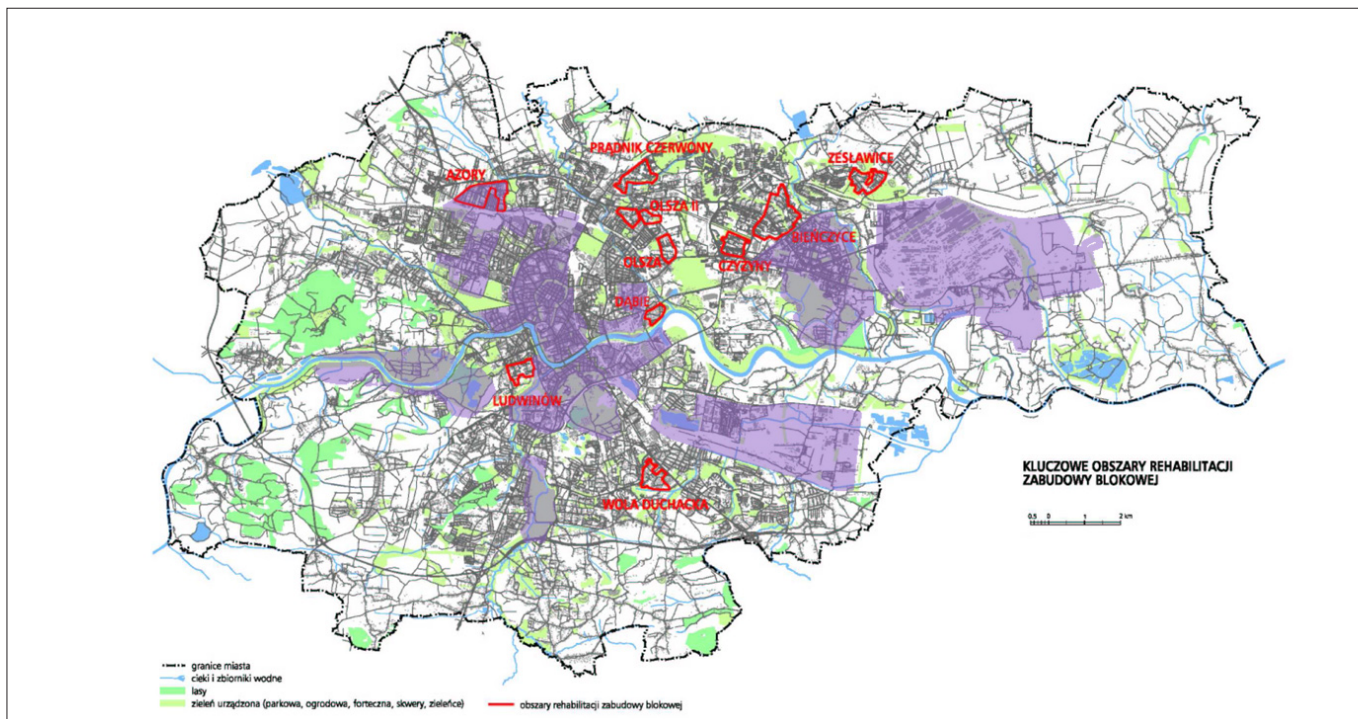 PRĄDNIK CZERWONY
ZESŁAWICE
AZORY
OLSZA II
BIEŃCZYCE
OLSZA
CZYŻYNY
DĄBIE
LUDWINÓW
WOLA DUCHACKA
KLUCZOWE OBSZARY REHABILITACJI
ZABUDOWY BLOKOWEJ
0.5 0 1 2 km
granice miasta
cieki i zbiorniki wodne
lasy
zieleń urządzona (parkowa, ogrodowa, forteczna, skwery, zieleńce)
obszary rehabilitacji zabudowy blokowej